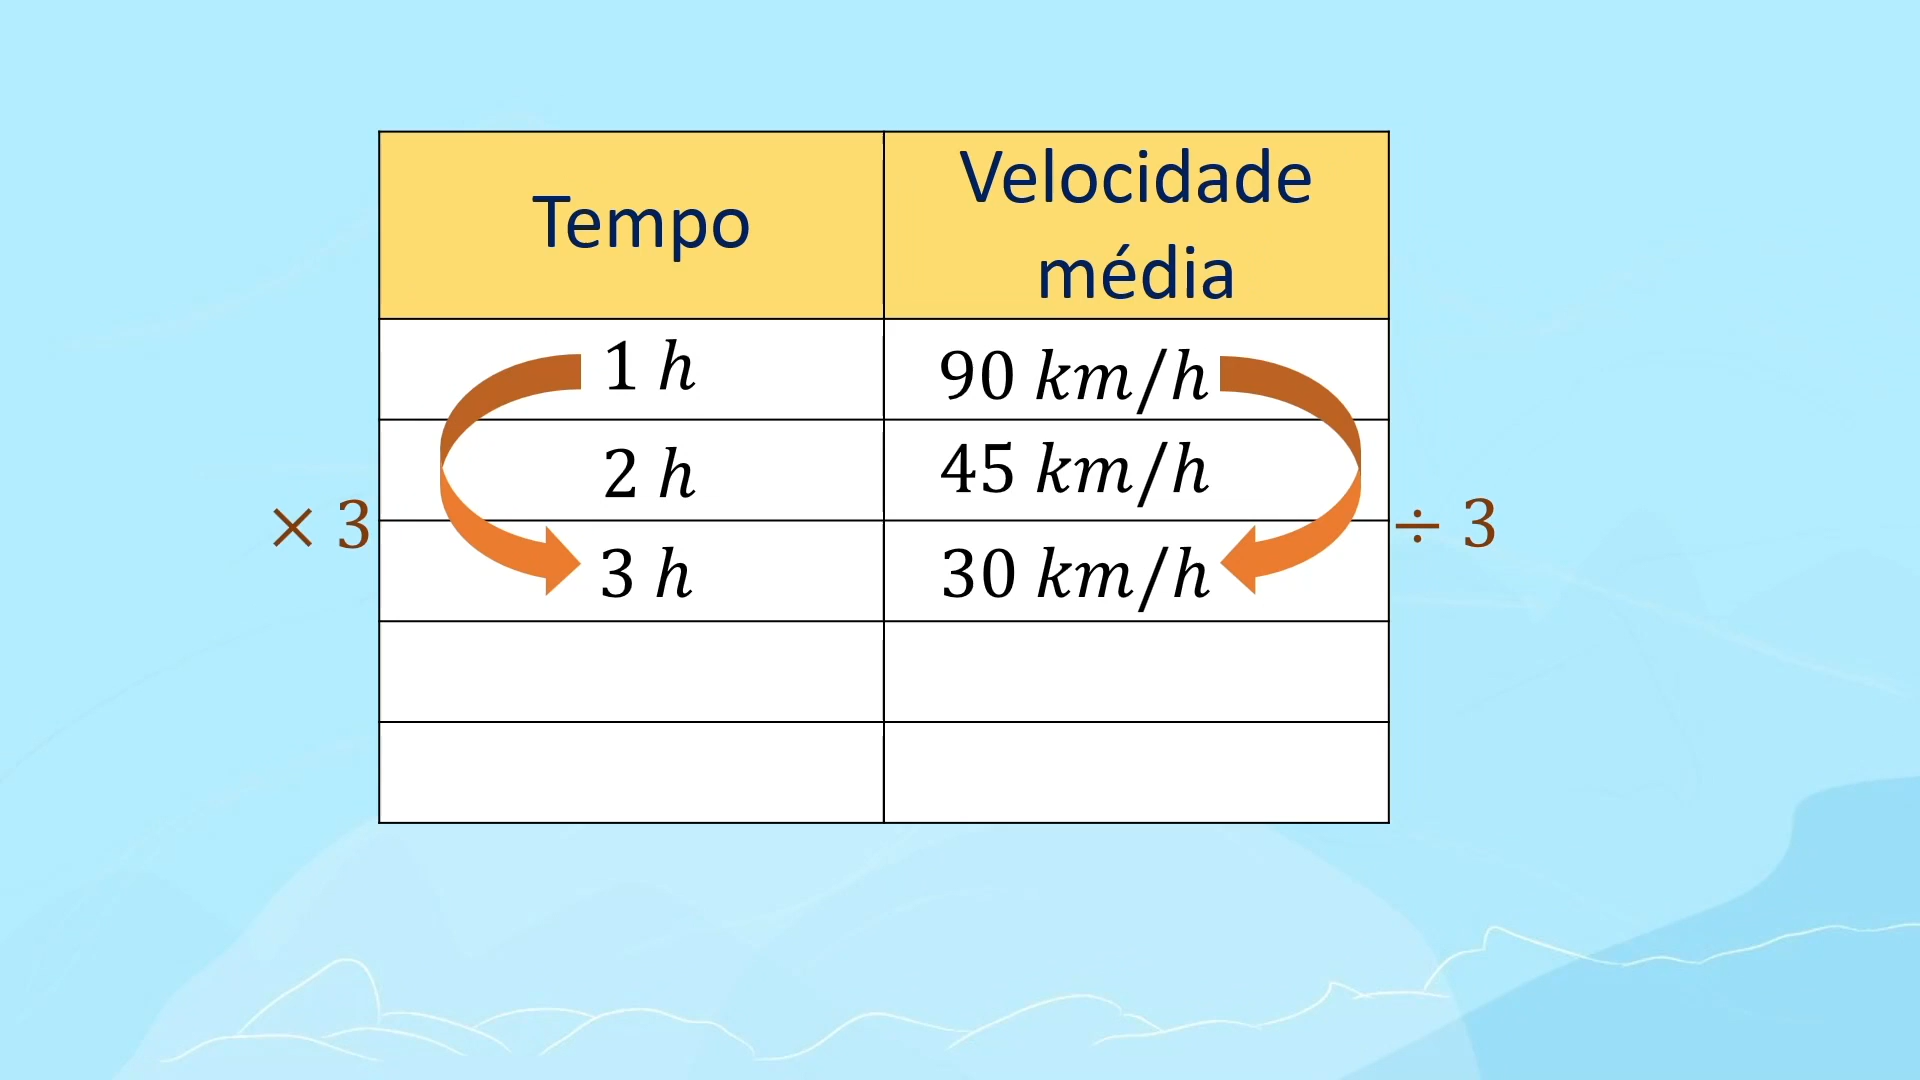 Tempo
Velocidade
média
1 h
90 km/h
2 h
45 km/h
× 3
÷ 3
3 h
30 km/h